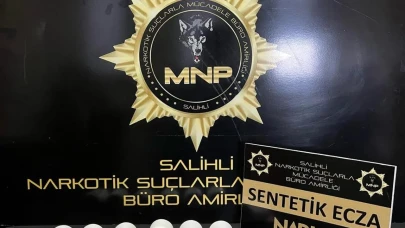 NARKOTİK SUÇLARLA MÜCADELE BÜRO AMİRLİĞİ
MNP
SALİHLİ
SALİHLİ
NARKOTİK SUÇLARLA
BÜRO AMİRL
SALİHLİ
NARKOTİK SUÇLARLA
MÜCADELE
BÜRO AMİRLİĞİ
SENTETİK ECZA